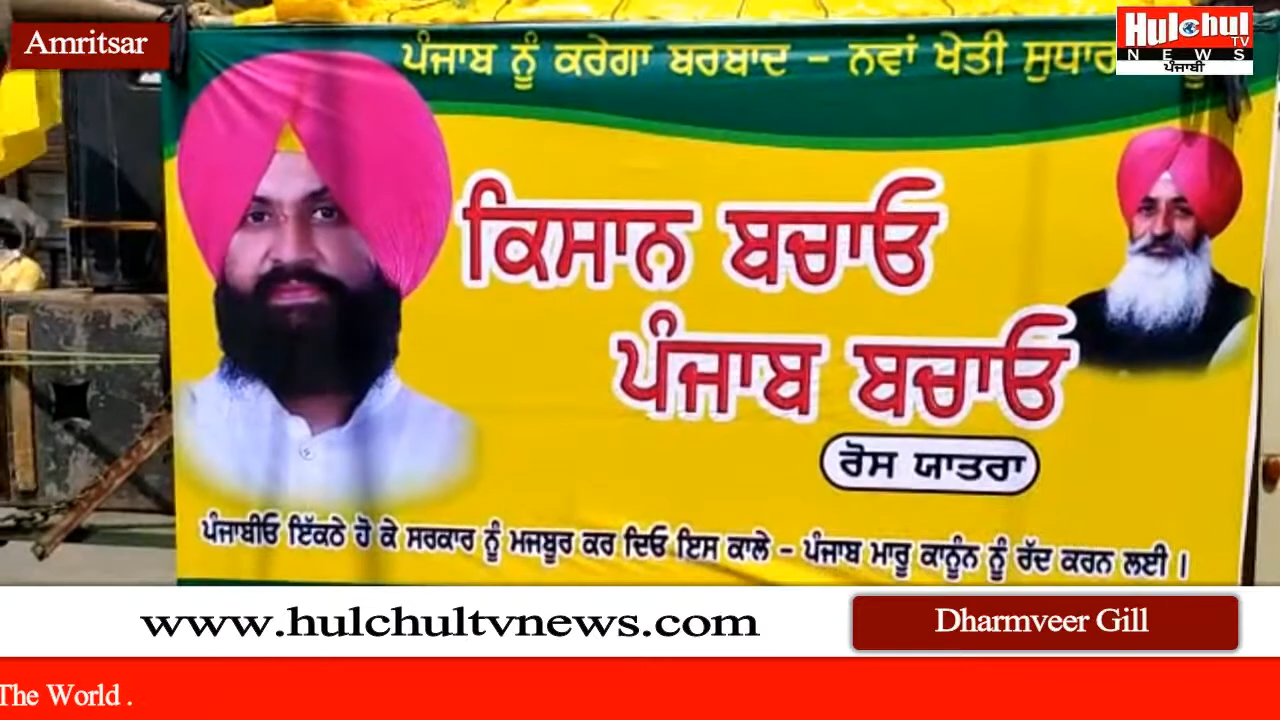 Amritsar
Hulchul
TV
NEWS
ਪੰਜਾਬੀ
ਪੰਜਾਬ ਨੂੰ ਕਰੇਗਾ ਬਰਬਾਦ - ਨਵਾਂ ਖੇਤੀ ਸੁਧਾਰ
ਕਿਸਾਨ ਬਚਾਓ
ਪੰਜਾਬ ਬਚਾਓ
ਰੋਸ ਯਾਤਰਾ
ਪੰਜਾਬੀਓ ਇੱਕਠੇ ਹੋ ਕੇ ਸਰਕਾਰ ਨੂੰ ਮਜਬੂਰ ਕਰ ਦਿਓ ਇਸ ਕਾਲੇ - ਪੰਜਾਬ ਮਾਰੂ ਕਾਨੂੰਨ ਨੂੰ ਰੱਦ ਕਰਨ ਲਈ ।
www.hulchultvnews.com
Dharmveer Gill
The World .